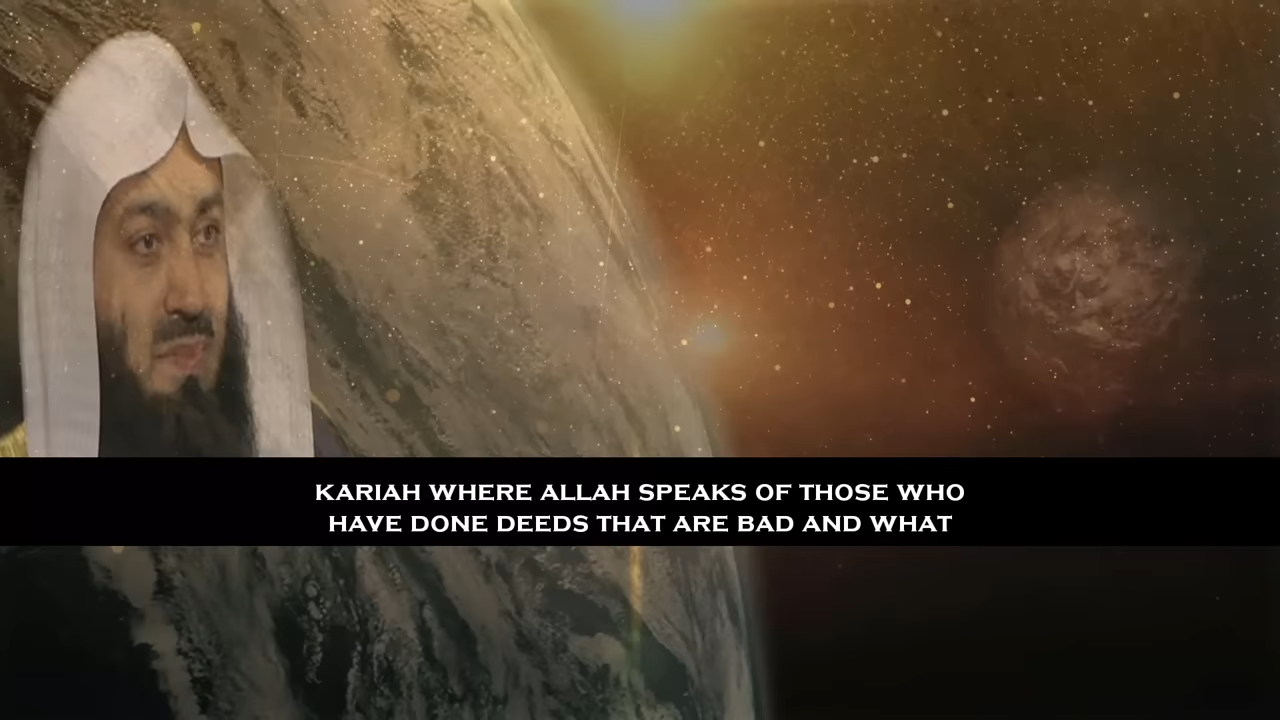 KARIAH WHERE ALLAH SPEAKS OF THOSE WHO
HAVE DONE DEEDS THAT ARE BAD AND WHAT